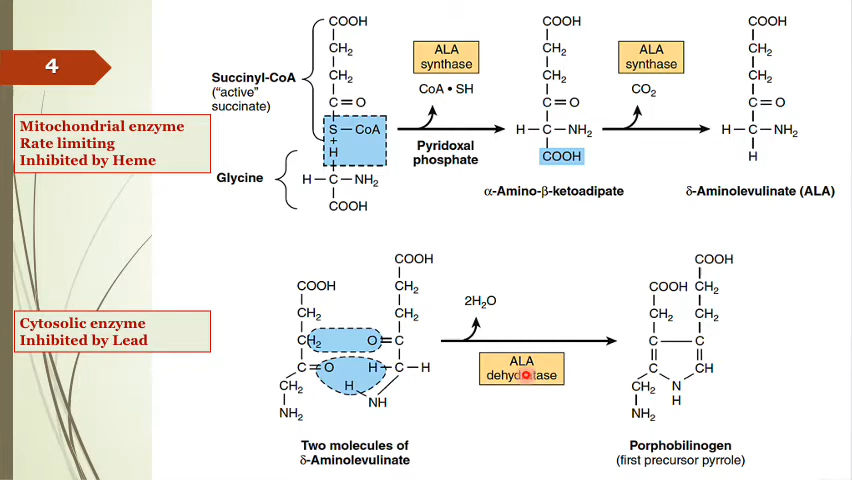 4
Mitochondrial enzyme
Rate limiting
Inhibited by Heme
Succinyl-CoA
("active"
succinate)
Glycine
COOH
CH₂
CH₂
C=O
S—CoA
+
H
H—C—NH₂
COOH
ALA
synthase
CoA • SH
Pyridoxal
phosphate
COOH
CH₂
CH₂
C=O
H—C—NH₂
COOH
α-Amino-β-ketoadipate
ALA
synthase
CO₂
COOH
CH₂
CH₂
C=O
H—C—NH₂
H
δ-Aminolevulinate (ALA)
Cytosolic enzyme
Inhibited by Lead
COOH
CH₂
CH₂
C=O
CH₂
NH₂
COOH
CH₂
CH₂
O=C
H—C—H
H
NH
Two molecules of
δ-Aminolevulinate
2H₂O
ALA
dehydratase
COOH
COOH CH₂
CH₂ CH₂
C C
C CH
CH₂ N
NH₂ H
Porphobilinogen
(first precursor pyrrole)